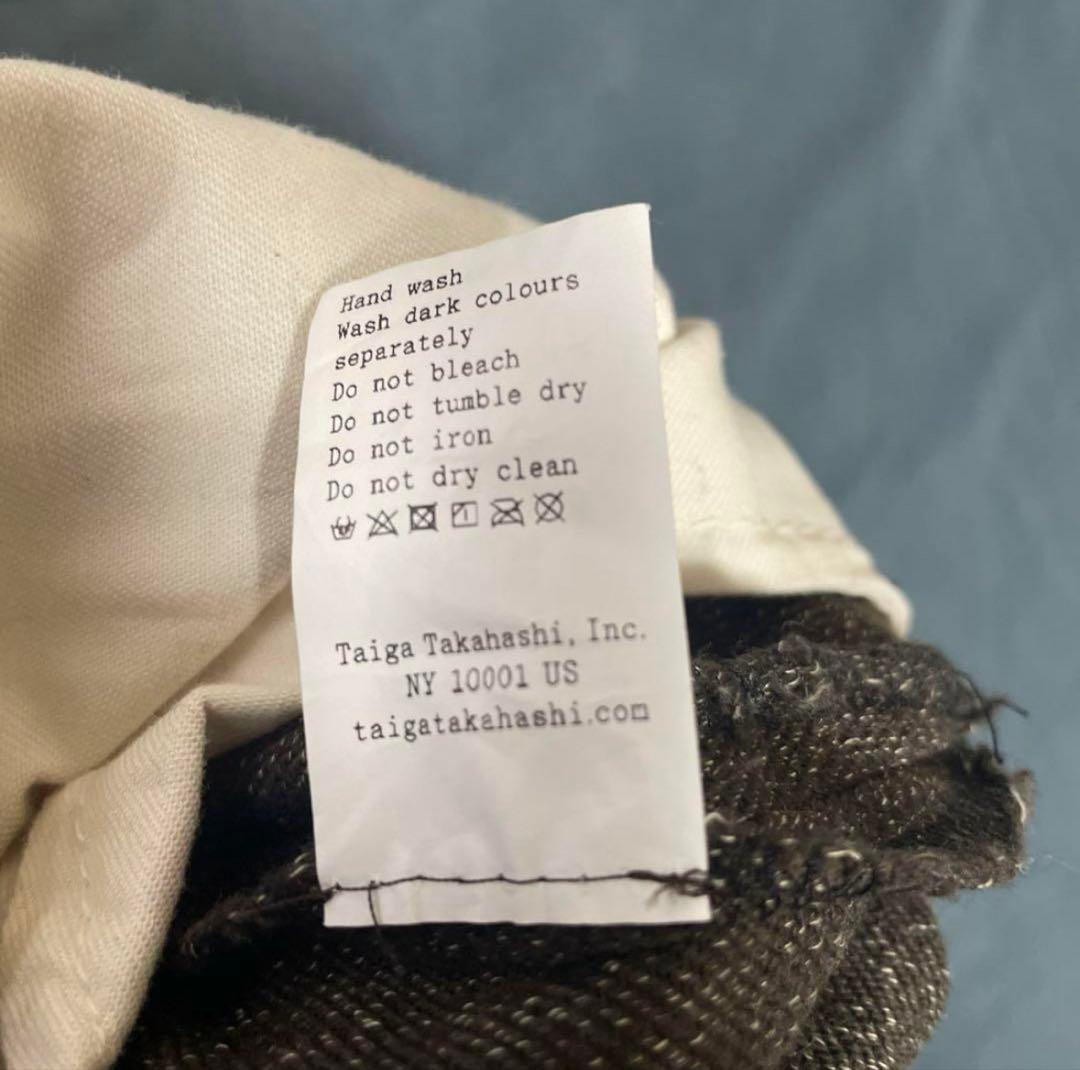 Hand wash
Wash dark colours
separately
Do not bleach
Do not tumble dry
Do not iron
Do not dry clean
Taiga Takahashi, Inc.
NY 10001 US
taigatakahashi.com